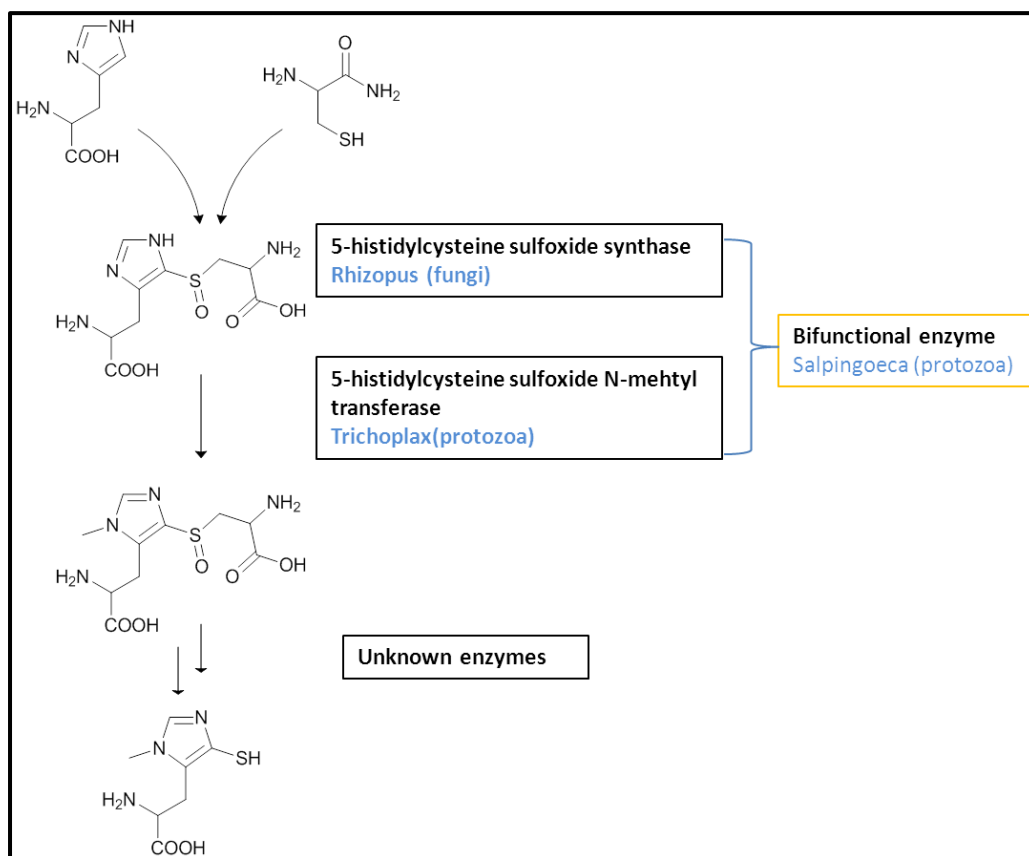 NH
N
H₂N
COOH
O
H₂N
NH₂
SH
NH
N
S
O
NH₂
O
OH
H₂N
COOH
5-histidylcysteine sulfoxide synthase
Rhizopus (fungi)
5-histidylcysteine sulfoxide N-mehtyl
transferase
Trichoplax(protozoa)
Bifunctional enzyme
Salpingoeca (protozoa)
N
N
S
O
NH₂
O
OH
H₂N
COOH
Unknown enzymes
N
N
SH
H₂N
COOH